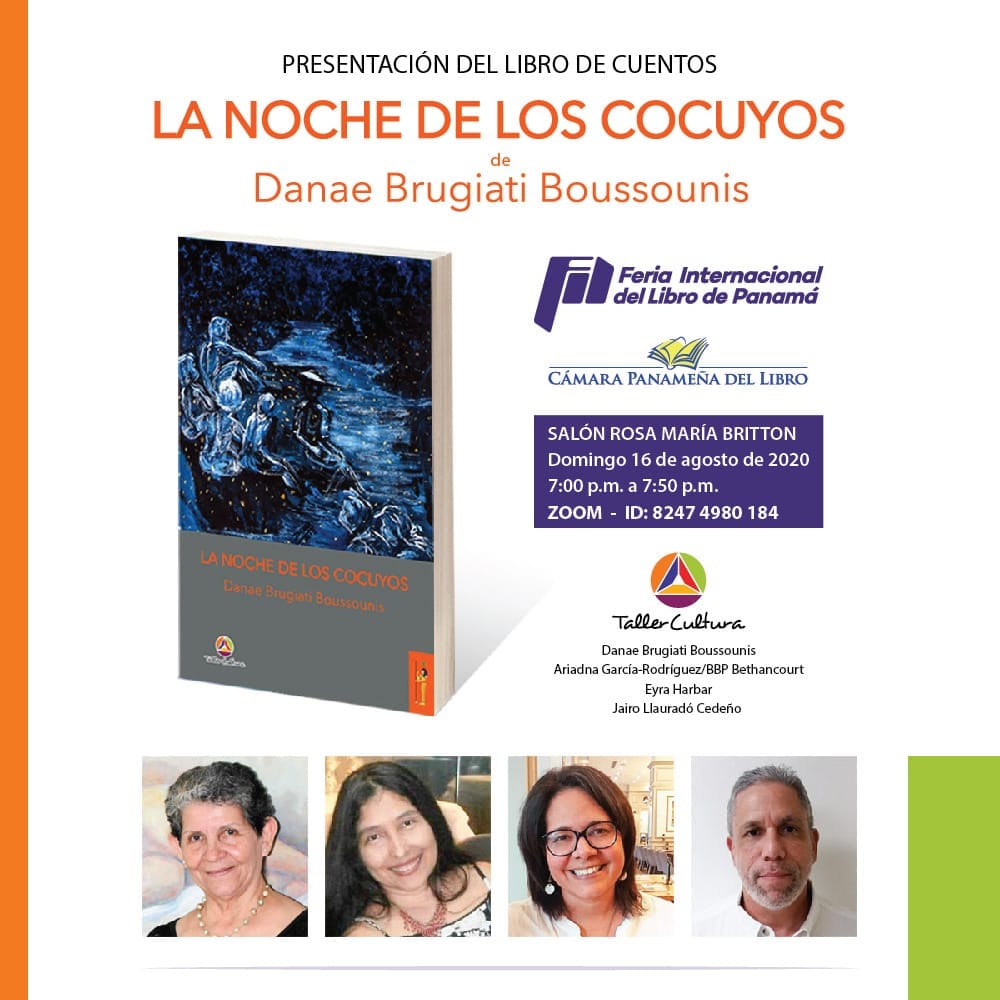 PRESENTACIÓN DEL LIBRO DE CUENTOS
LA NOCHE DE LOS COCUYOS
de
Danae Brugiati Boussounis
LA NOCHE DE LOS COCUYOS
Danae Brugiati Boussounis
Taller Cultura
Feria Internacional
del Libro de Panamá
CÁMARA PANAMEÑA DEL LIBRO
SALÓN ROSA MARÍA BRITTON
Domingo 16 de agosto de 2020
7:00 p.m. a 7:50 p.m.
ZOOM - ID: 8247 4980 184
Taller Cultura
Danae Brugiati Boussounis
Ariadna García-Rodríguez/BBP Bethancourt
Eyra Harbar
Jairo Llauradó Cedeño